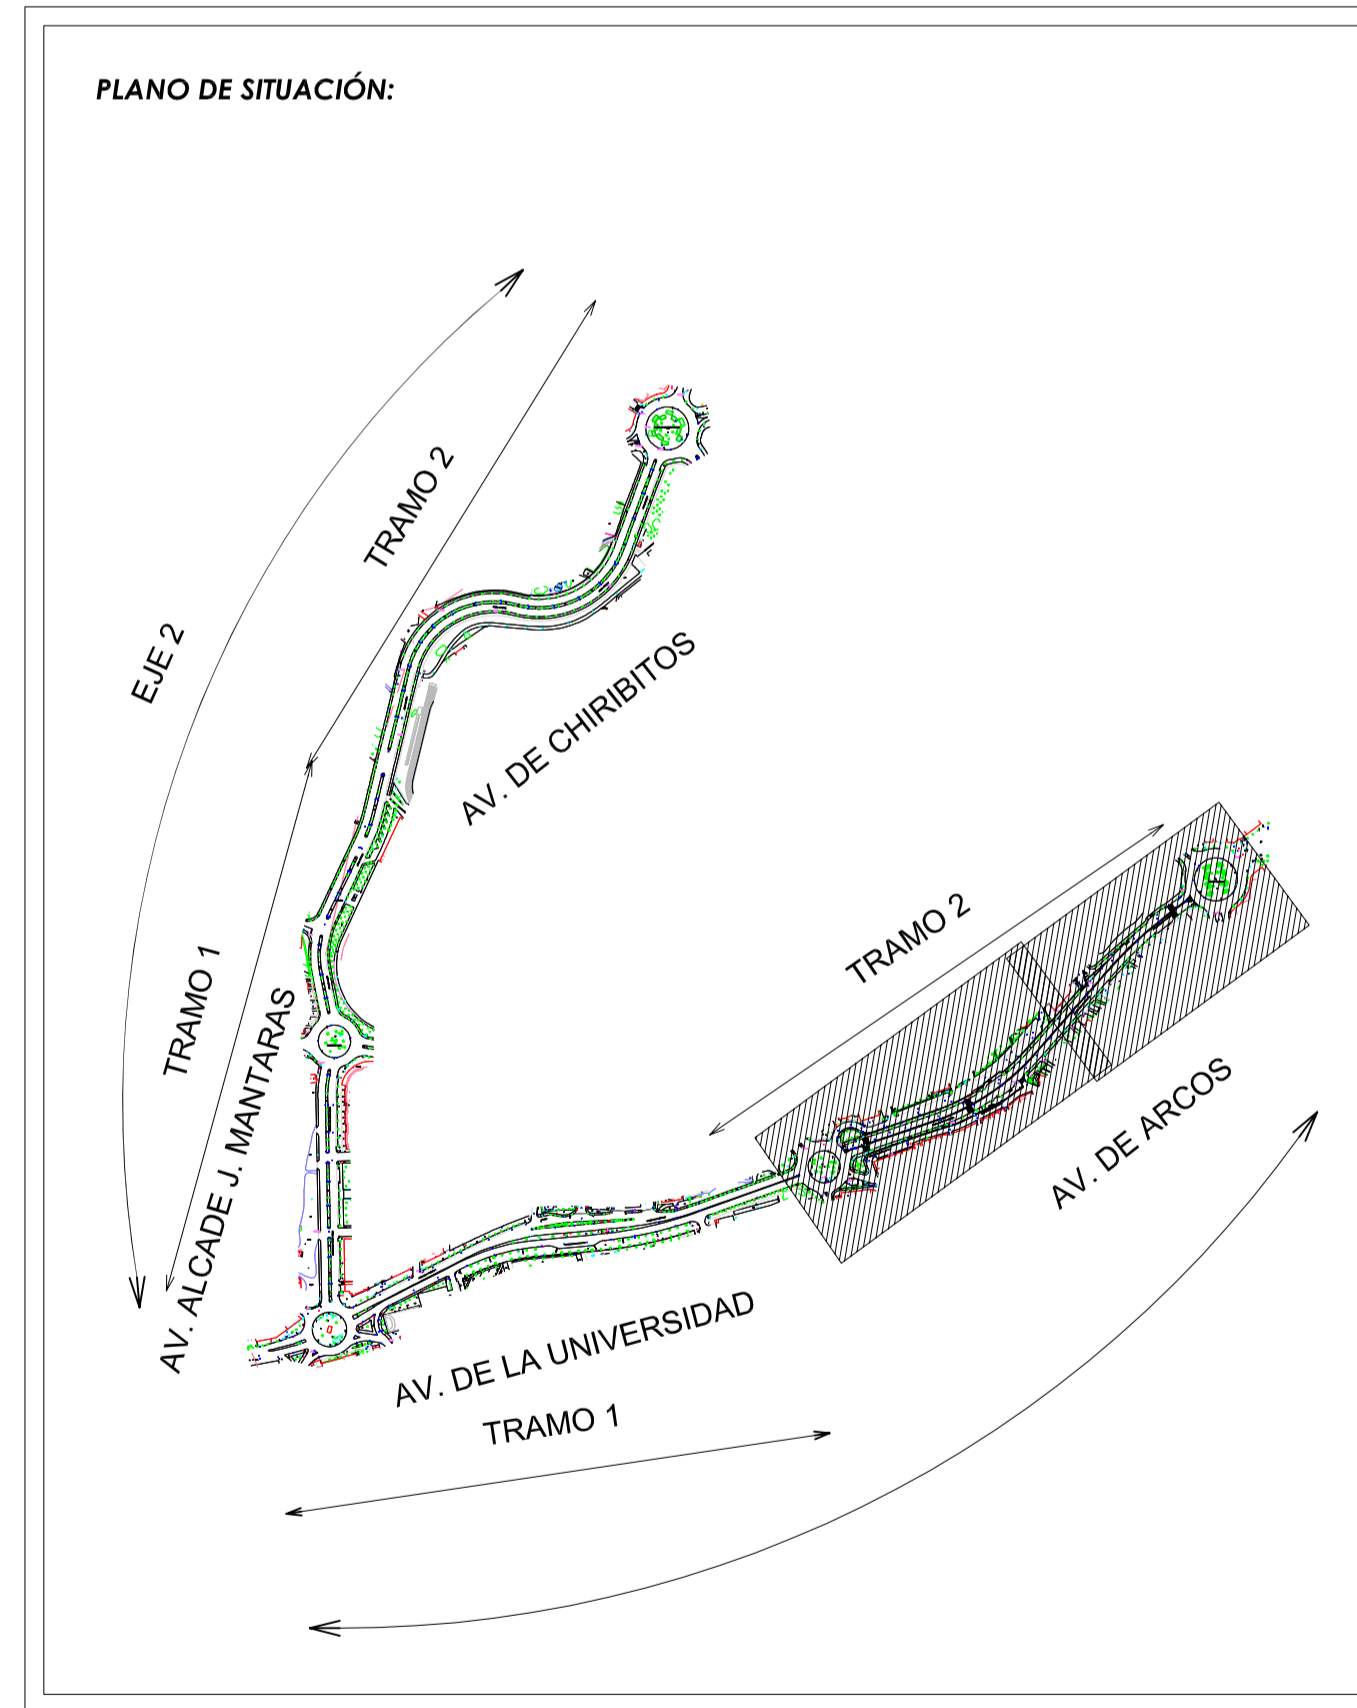 PLANO DE SITUACIÓN:
TRAMO 2
EJE 2
AV. DE CHIRIBITOS
TRAMO 2
TRAMO 1
AV. ALCADE J. MANTARAS
AV. DE ARCOS
AV. DE LA UNIVERSIDAD
TRAMO 1